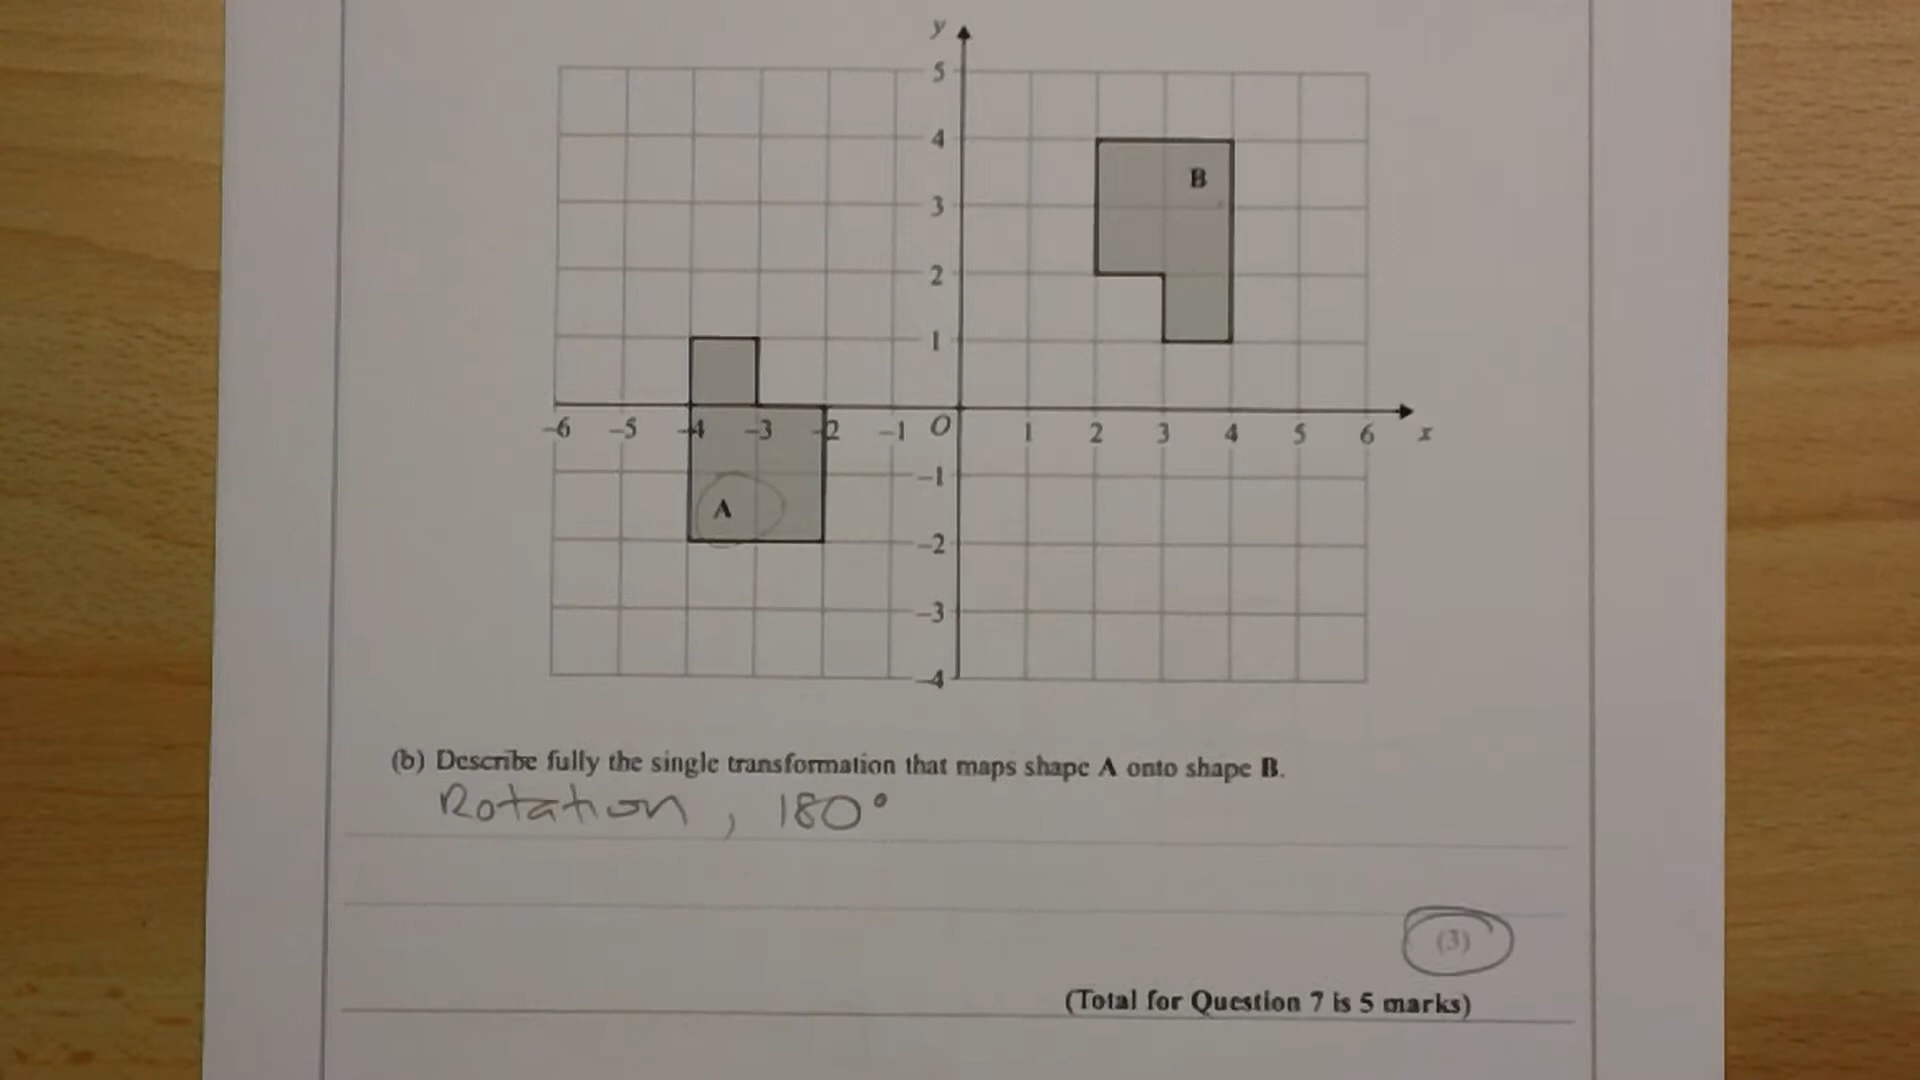 y
5
4
B
3
2
1
-6 -5 -4 -3 -2 -1 O 1 2 3 4 5 6 x
-1
A
-2
-3
-4
(b) Describe fully the single transformation that maps shape A onto shape B.
Rotation, 180°
(3)
(Total for Question 7 is 5 marks)